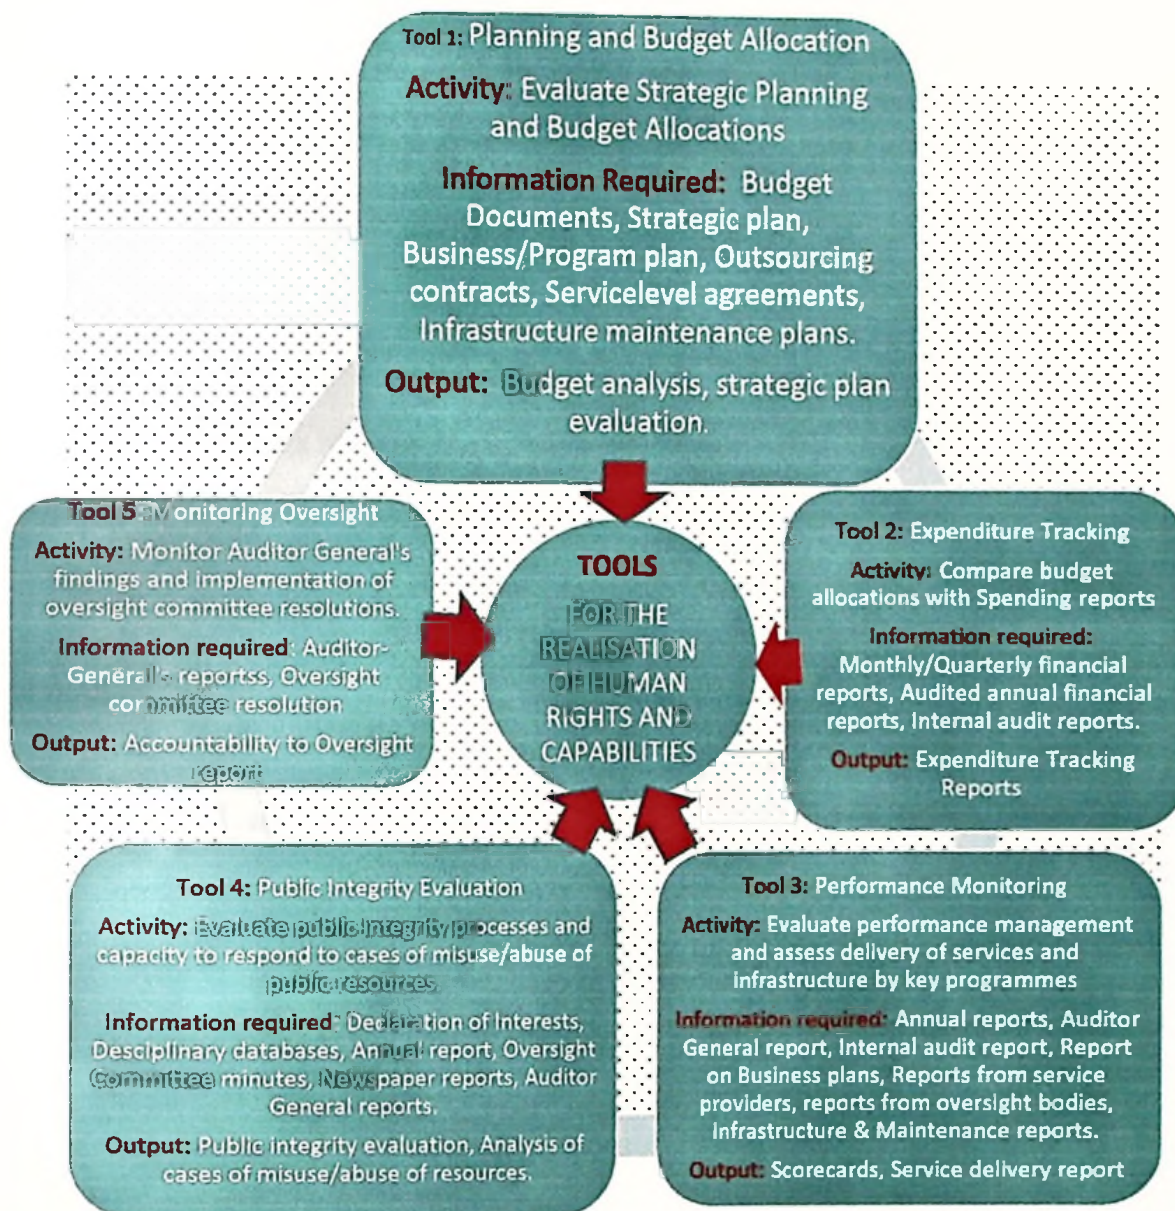 Tool 1: Planning and Budget Allocation
Activity: Evaluate Strategic Planning
and Budget Allocations
Information Required: Budget
Documents, Strategic plan,
Business/Program plan, Outsourcing
contracts, Servicelevel agreements,
Infrastructure maintenance plans.
Output: Budget analysis, strategic plan
evaluation.
Tool 5: Monitoring Oversight
Activity: Monitor Auditor General's
findings and implementation of
oversight committee resolutions.
Information required: Auditor-
General's reportss, Oversight
committee resolution
Output: Accountability to Oversight
report
TOOLS
FOR THE
REALISATION
OF HUMAN
RIGHTS AND
CAPABILITIES
Tool 2: Expenditure Tracking
Activity: Compare budget
allocations with Spending reports
Information required:
Monthly/Quarterly financial
reports, Audited annual financial
reports, Internal audit reports.
Output: Expenditure Tracking
Reports
Tool 4: Public Integrity Evaluation
Activity: Evaluate public integrity processes and
capacity to respond to cases of misuse/abuse of
public resources
Information required: Declaration of Interests,
Desciplinary databases, Annual report, Oversight
Committee minutes, Newspaper reports, Auditor
General reports.
Output: Public integrity evaluation, Analysis of
cases of misuse/abuse of resources.
Tool 3: Performance Monitoring
Activity: Evaluate performance management
and assess delivery of services and
infrastructure by key programmes
Information required: Annual reports, Auditor
General report, Internal audit report, Report
on Business plans, Reports from service
providers, reports from oversight bodies,
Infrastructure & Maintenance reports.
Output: Scorecards, Service delivery report